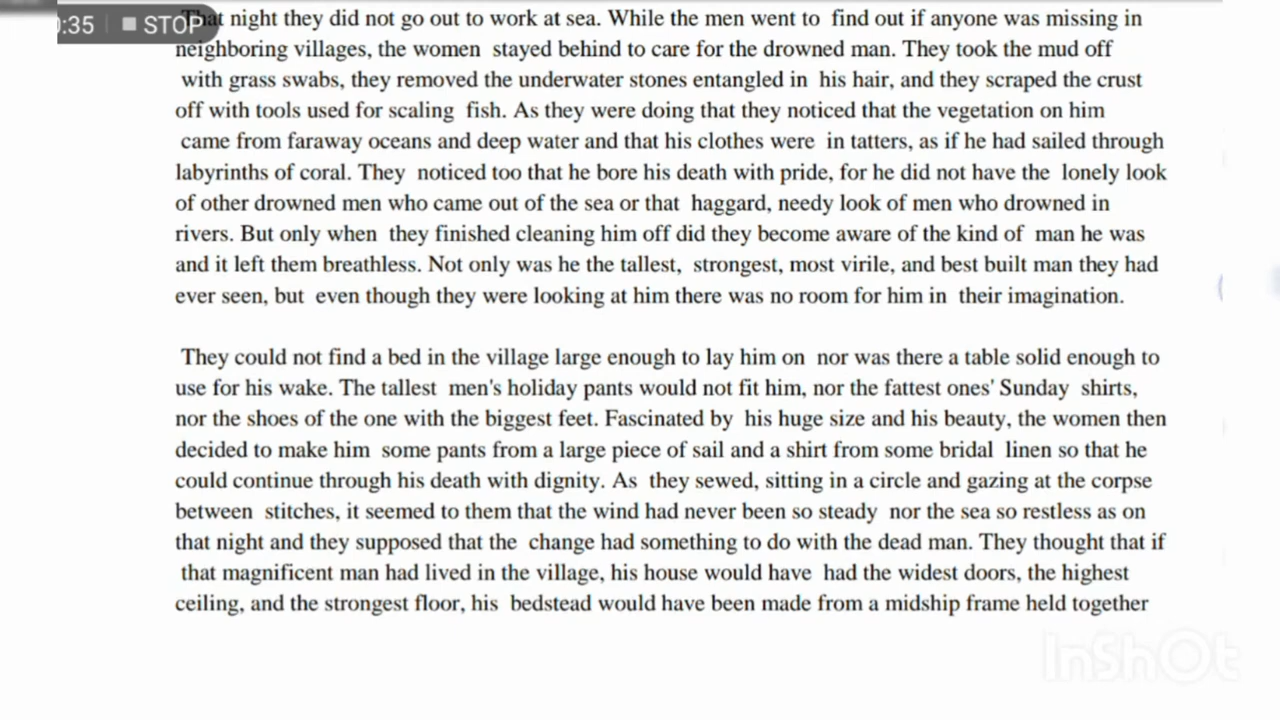 :35 STOP
That night they did not go out to work at sea. While the men went to find out if anyone was missing in
neighboring villages, the women stayed behind to care for the drowned man. They took the mud off
with grass swabs, they removed the underwater stones entangled in his hair, and they scraped the crust
off with tools used for scaling fish. As they were doing that they noticed that the vegetation on him
came from faraway oceans and deep water and that his clothes were in tatters, as if he had sailed through
labyrinths of coral. They noticed too that he bore his death with pride, for he did not have the lonely look
of other drowned men who came out of the sea or that haggard, needy look of men who drowned in
rivers. But only when they finished cleaning him off did they become aware of the kind of man he was
and it left them breathless. Not only was he the tallest, strongest, most virile, and best built man they had
ever seen, but even though they were looking at him there was no room for him in their imagination.
They could not find a bed in the village large enough to lay him on nor was there a table solid enough to
use for his wake. The tallest men's holiday pants would not fit him, nor the fattest ones' Sunday shirts,
nor the shoes of the one with the biggest feet. Fascinated by his huge size and his beauty, the women then
decided to make him some pants from a large piece of sail and a shirt from some bridal linen so that he
could continue through his death with dignity. As they sewed, sitting in a circle and gazing at the corpse
between stitches, it seemed to them that the wind had never been so steady nor the sea so restless as on
that night and they supposed that the change had something to do with the dead man. They thought that if
that magnificent man had lived in the village, his house would have had the widest doors, the highest
ceiling, and the strongest floor, his bedstead would have been made from a midship frame held together
InShOt